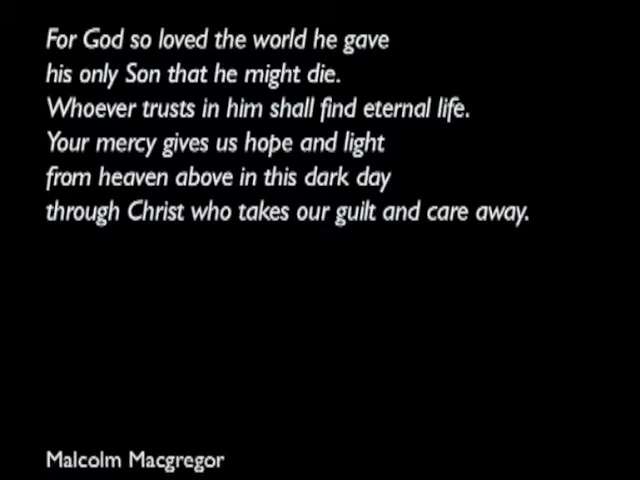 For God so loved the world he gave
his only Son that he might die.
Whoever trusts in him shall find eternal life.
Your mercy gives us hope and light
from heaven above in this dark day
through Christ who takes our guilt and care away.
Malcolm Macgregor